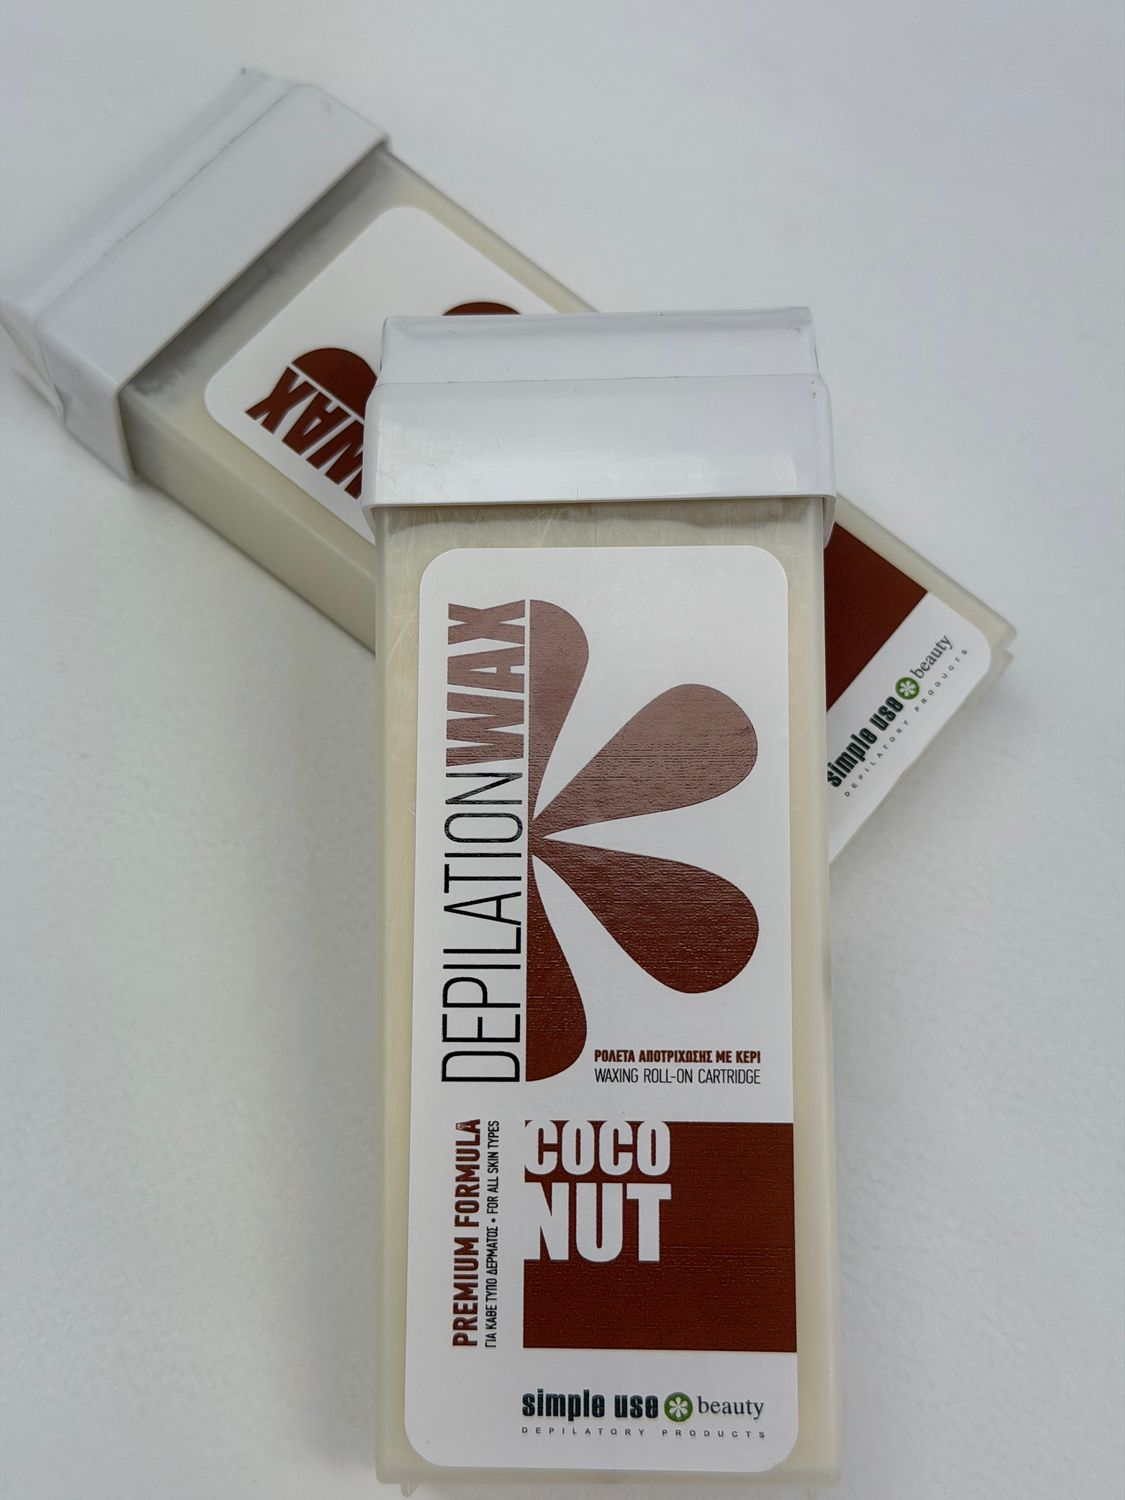 DEPILATIONWAX
ΡΟΛΕΤΑ ΑΠΟΤΡΙΧΩΣΗΣ ΜΕ ΚΕΡΙ
WAXING ROLL-ON CARTRIDGE
PREMIUM FORMULA
ΓΙΑ ΚΑΘΕ ΤΥΠΟ ΔΕΡΜΑΤΟΣ • FOR ALL SKIN TYPES
COCO
NUT
simple use beauty
DEPILATORY PRODUCTS
WAX
simple use beauty
DEPILATORY PRODUCTS